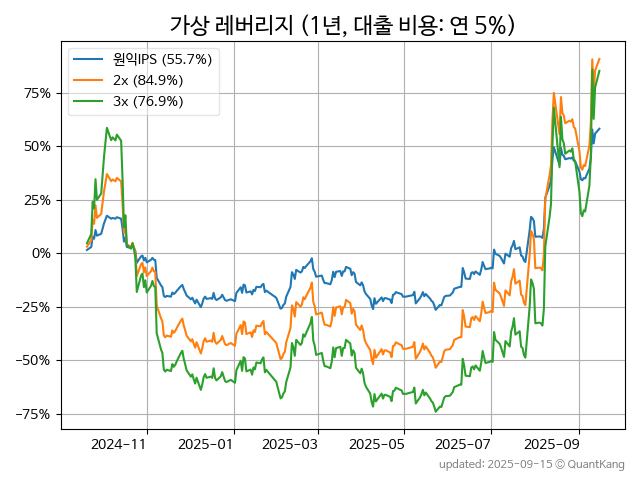 가상 레버리지 (1년, 대출 비용: 연 5%)
원익IPS (55.7%)
2x (84.9%)
3x (76.9%)
75%
50%
25%
0%
−25%
−50%
−75%
2024-11
2025-01
2025-03
2025-05
2025-07
2025-09
updated: 2025-09-15 © QuantKang